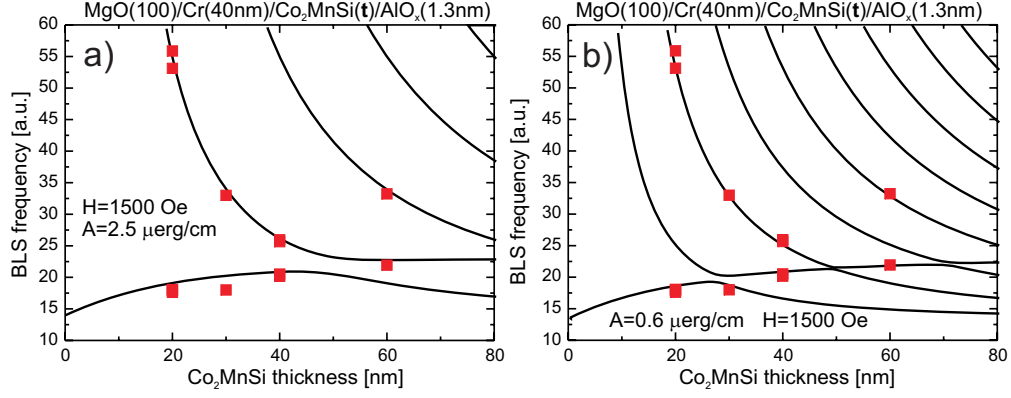 MgO(100)/Cr(40nm)/Co₂MnSi(t)/AlOₓ(1.3nm)
a)
BLS frequency [a.u.]
60
55
50
45
40
35
30
25
20
15
10
H=1500 Oe
A=2.5 µerg/cm
0 20 40 60 80
Co₂MnSi thickness [nm]
MgO(100)/Cr(40nm)/Co₂MnSi(t)/AlOₓ(1.3nm)
b)
BLS frequency [a.u.]
60
55
50
45
40
35
30
25
20
15
10
A=0.6 µerg/cm H=1500 Oe
0 20 40 60 80
Co₂MnSi thickness [nm]